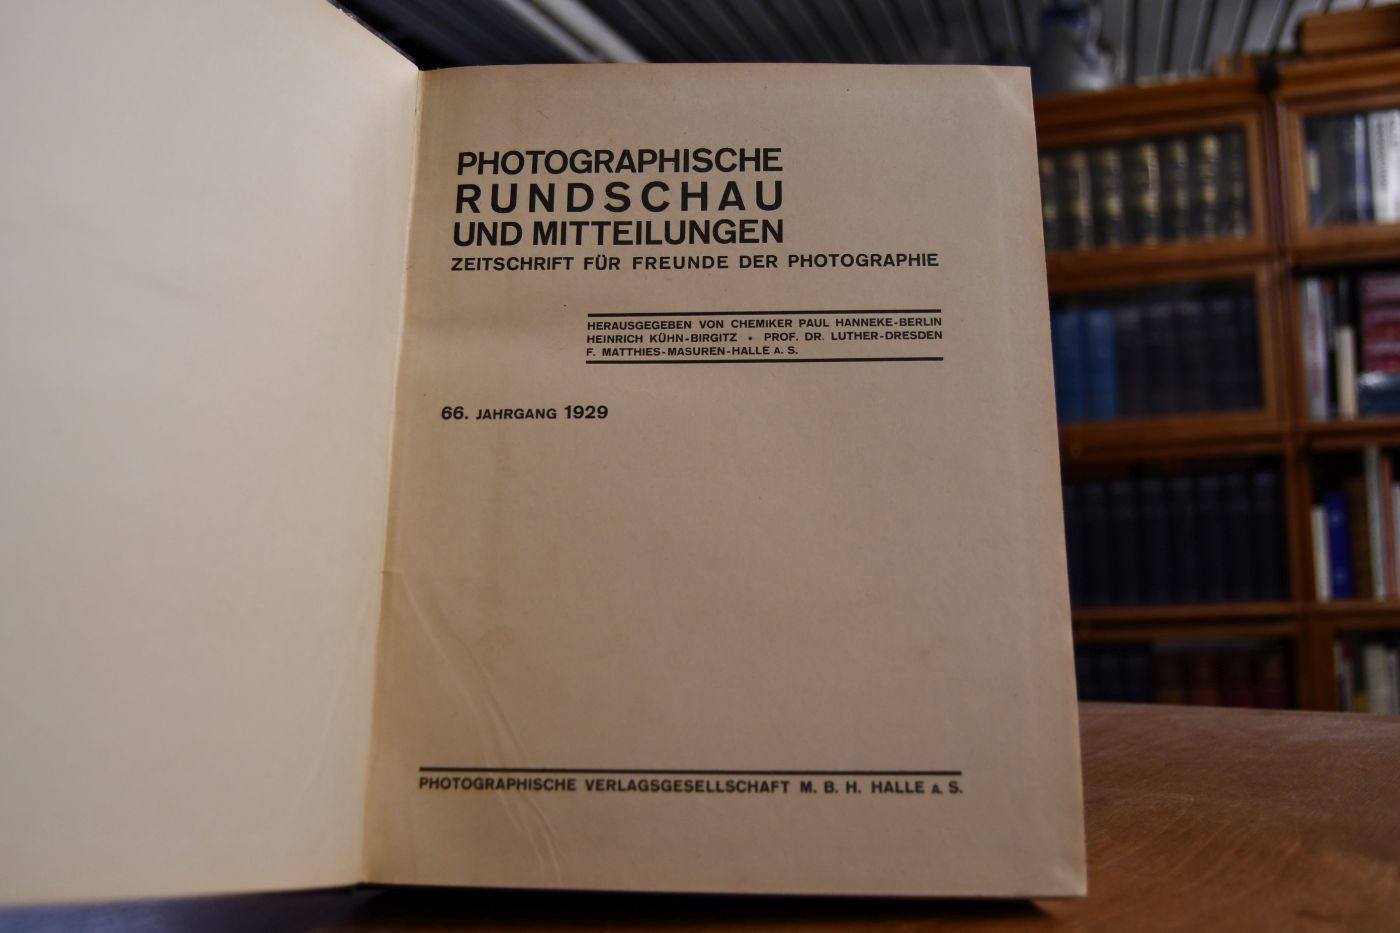 PHOTOGRAPHISCHE
RUNDSCHAU
UND MITTEILUNGEN
ZEITSCHRIFT FÜR FREUNDE DER PHOTOGRAPHIE
HERAUSGEGEBEN VON CHEMIKER PAUL HANNEKE-BERLIN
HEINRICH KÜHN-BIRGITZ • PROF. DR. LUTHER-DRESDEN
F. MATTHIES-MASUREN-HALLE A. S.
66. JAHRGANG 1929
PHOTOGRAPHISCHE VERLAGSGESELLSCHAFT M. B. H. HALLE A. S.